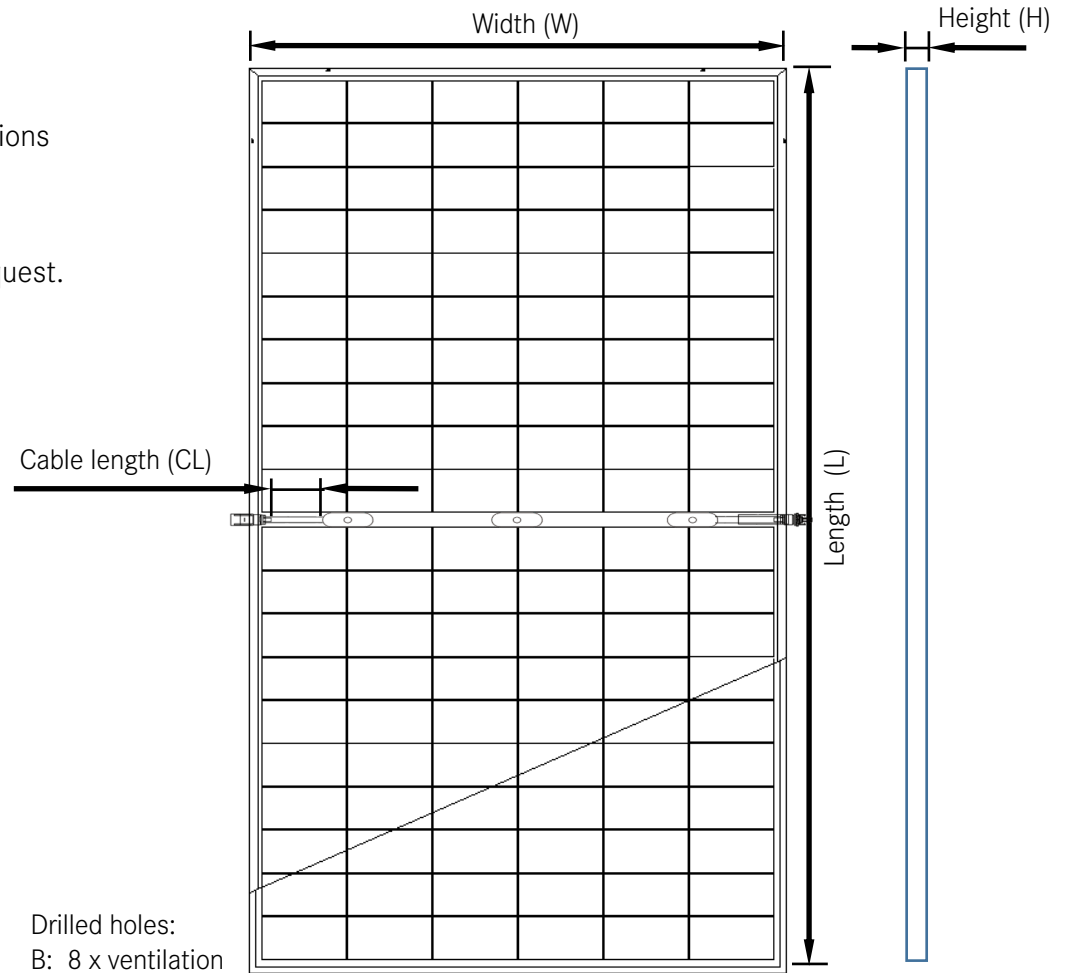 Width (W)
Height (H)
ions
uest.
Cable length (CL)
Length (L)
Drilled holes:
B: 8 x ventilation